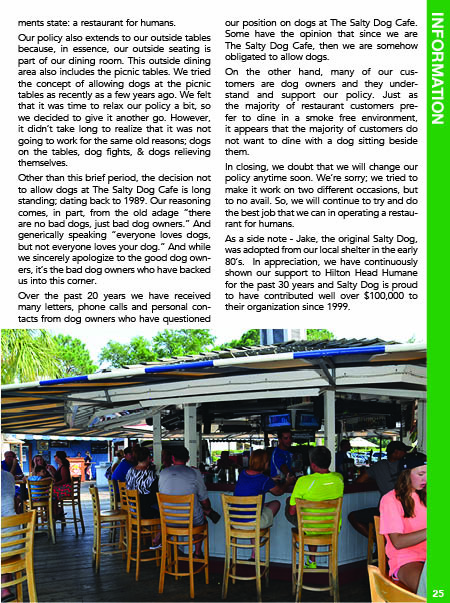 ments state: a restaurant for humans.
Our policy also extends to our outside tables
because, in essence, our outside seating is
part of our dining room. This outside dining
area also includes the picnic tables. We tried
the concept of allowing dogs at the picnic
tables as recently as a few years ago. We felt
that it was time to relax our policy a bit, so
we decided to give it another go. However,
it didn't take long to realize that it was not
going to work for the same old reasons; dogs
on the tables, dog fights, & dogs relieving
themselves.
Other than this brief period, the decision not
to allow dogs at The Salty Dog Cafe is long
standing; dating back to 1989. Our reasoning
comes, in part, from the old adage "there
are no bad dogs, just bad dog owners." And
generically speaking "everyone loves dogs,
but not everyone loves your dog." And while
we sincerely apologize to the good dog own-
ers, it's the bad dog owners who have backed
us into this corner.
Over the past 20 years we have received
many letters, phone calls and personal con-
tacts from dog owners who have questioned
our position on dogs at The Salty Dog Cafe.
Some have the opinion that since we are
The Salty Dog Cafe, then we are somehow
obligated to allow dogs.
On the other hand, many of our cus-
tomers are dog owners and they under-
stand and support our policy. Just as
the majority of restaurant customers pre-
fer to dine in a smoke free environment,
it appears that the majority of customers do
not want to dine with a dog sitting beside
them.
In closing, we doubt that we will change our
policy anytime soon. We're sorry; we tried to
make it work on two different occasions, but
to no avail. So, we will continue to try and do
the best job that we can in operating a restau-
rant for humans.
As a side note - Jake, the original Salty Dog,
was adopted from our local shelter in the early
80's. In appreciation, we have continuously
shown our support to Hilton Head Humane
for the past 30 years and Salty Dog is proud
to have contributed well over $100,000 to
their organization since 1999.
INFORMATION
25